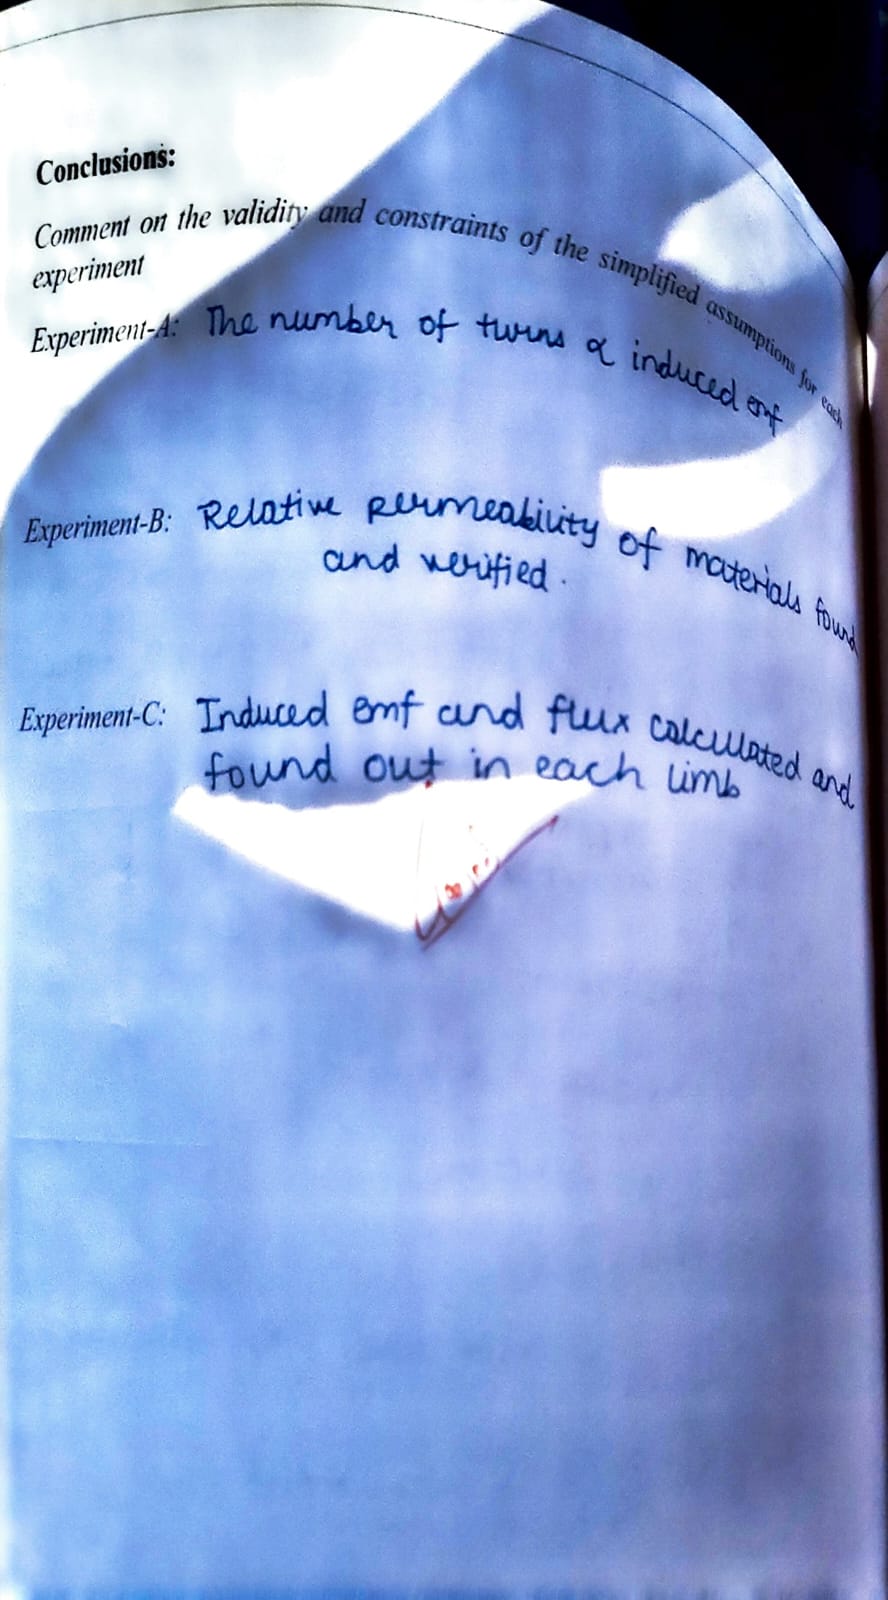 Conclusions:
Comment on the validity and constraints of the simplified assumptions for each
experiment
Experiment-A: The number of turns α induced emf
Experiment-B: Relative permeability of materials found
and verified.
Experiment-C: Induced emf and flux calculated and
found out in each limb